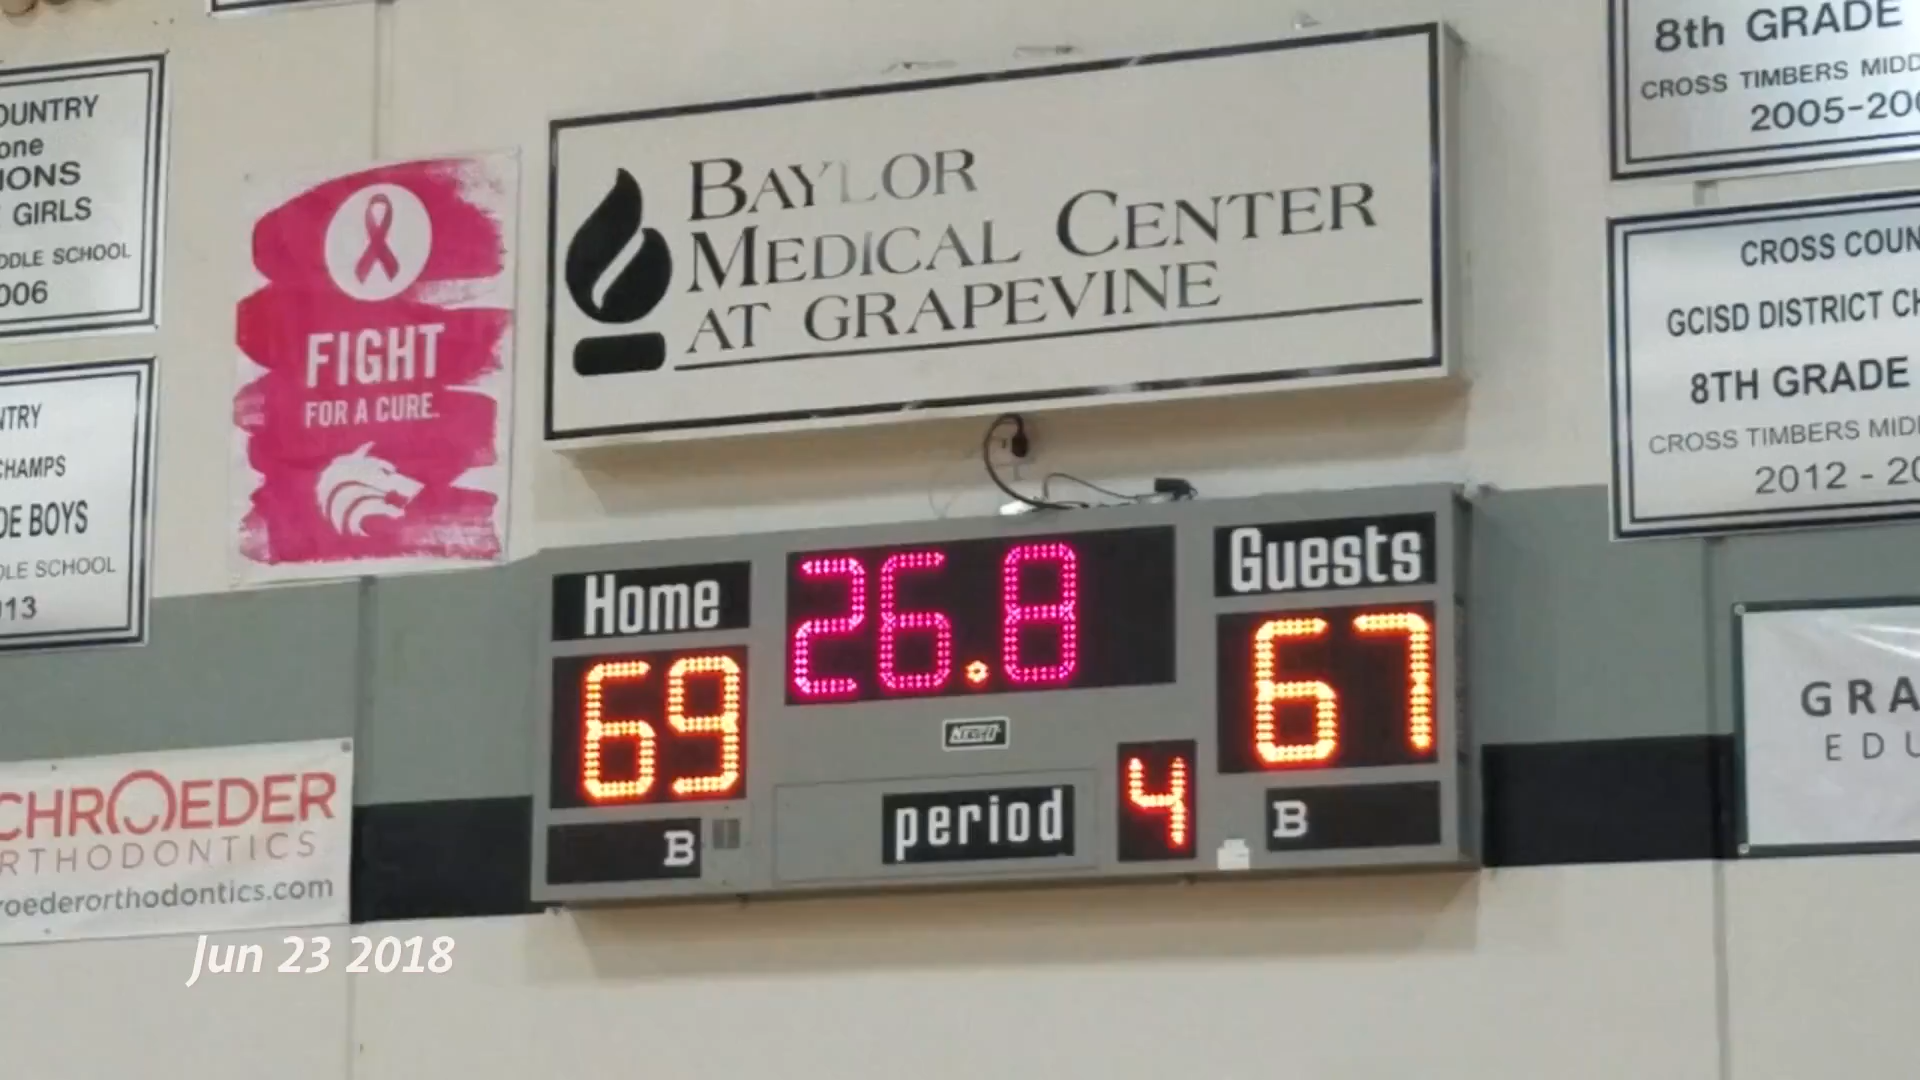 OUNTRY
one
IONS
GIRLS
DDLE SCHOOL
006
NTRY
CHAMPS
DE BOYS
DLE SCHOOL
013
FIGHT
FOR A CURE.
BAYLOR
MEDICAL CENTER
AT GRAPEVINE
8th GRADE
CROSS TIMBERS MIDD
2005-200
CROSS COUN
GCISD DISTRICT CH
8TH GRADE
CROSS TIMBERS MIDD
2012 - 20
Home
26.8
Guests
69
67
period
4
B
B
CHROEDER
RTHODONTICS
roederorthodontics.com
GRA
EDU
Jun 23 2018